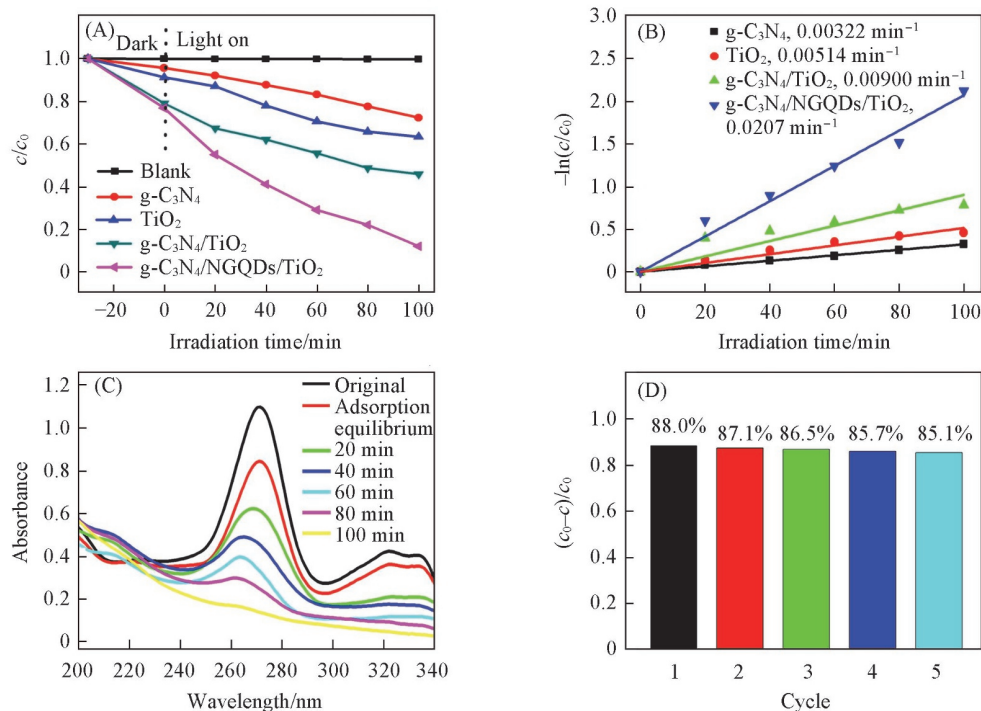 (A)
Dark
Light on
1.0
0.8
0.6
0.4
0.2
0
c/c₀
Blank
g-C₃N₄
TiO₂
g-C₃N₄/TiO₂
g-C₃N₄/NGQDs/TiO₂
−20 0 20 40 60 80 100
Irradiation time/min
(B)
−3.0
2.5
2.0
1.5
1.0
0.5
0
−ln(c/c₀)
g-C₃N₄, 0.00322 min⁻¹
TiO₂, 0.00514 min⁻¹
g-C₃N₄/TiO₂, 0.00900 min⁻¹
g-C₃N₄/NGQDs/TiO₂,
0.0207 min⁻¹
0 20 40 60 80 100
Irradiation time/min
(C)
1.2
1.0
0.8
0.6
0.4
0.2
0
Absorbance
Original
Adsorption
equilibrium
20 min
40 min
60 min
80 min
100 min
200 220 240 260 280 300 320 340
Wavelength/nm
(D)
1.0
0.8
0.6
0.4
0.2
0
(c₀–c)/c₀
88.0% 87.1% 86.5% 85.7% 85.1%
1 2 3 4 5
Cycle